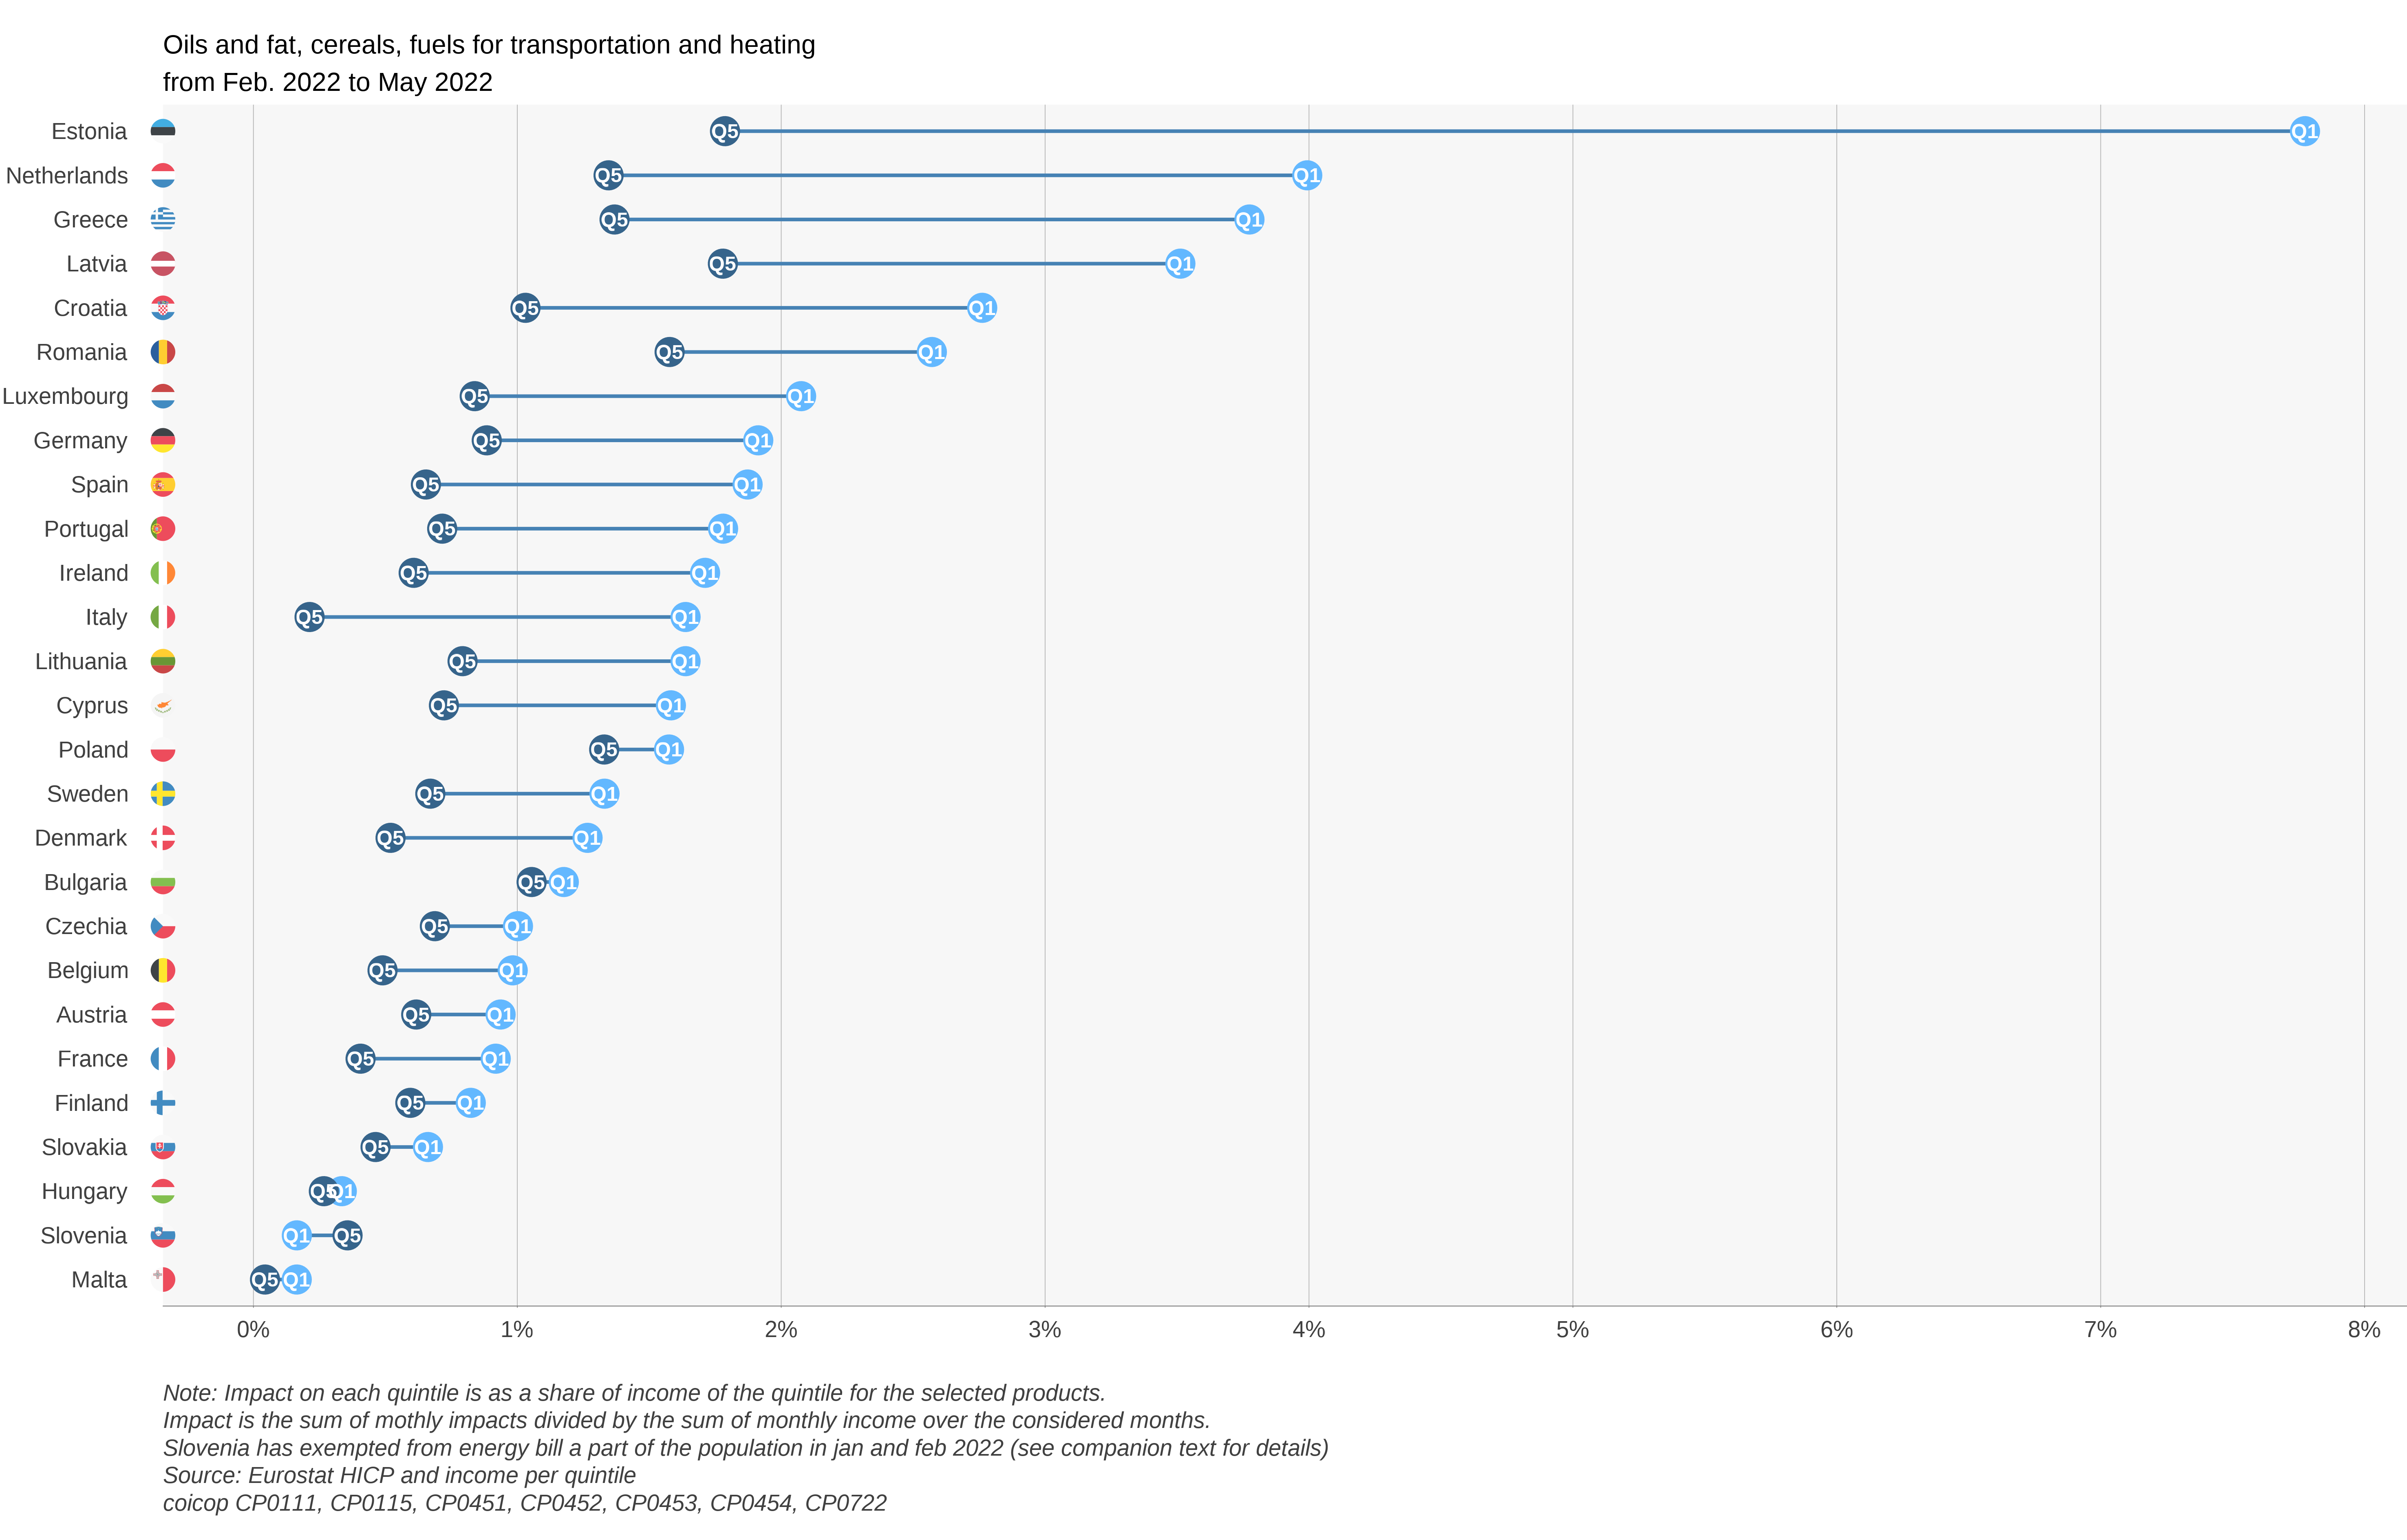 Oils and fat, cereals, fuels for transportation and heating
from Feb. 2022 to May 2022
Estonia Q5 Q1
Netherlands Q5 Q1
Greece Q5 Q1
Latvia Q5 Q1
Croatia Q5 Q1
Romania Q5 Q1
Luxembourg Q5 Q1
Germany Q5 Q1
Spain Q5 Q1
Portugal Q5 Q1
Ireland Q5 Q1
Italy Q5 Q1
Lithuania Q5 Q1
Cyprus Q5 Q1
Poland Q5 Q1
Sweden Q5 Q1
Denmark Q5 Q1
Bulgaria Q5 Q1
Czechia Q5 Q1
Belgium Q5 Q1
Austria Q5 Q1
France Q5 Q1
Finland Q5 Q1
Slovakia Q5 Q1
Hungary Q5 Q1
Slovenia Q1 Q5
Malta Q5 Q1
0% 1% 2% 3% 4% 5% 6% 7% 8%
Note: Impact on each quintile is as a share of income of the quintile for the selected products.
Impact is the sum of mothly impacts divided by the sum of monthly income over the considered months.
Slovenia has exempted from energy bill a part of the population in jan and feb 2022 (see companion text for details)
Source: Eurostat HICP and income per quintile
coicop CP0111, CP0115, CP0451, CP0452, CP0453, CP0454, CP0722